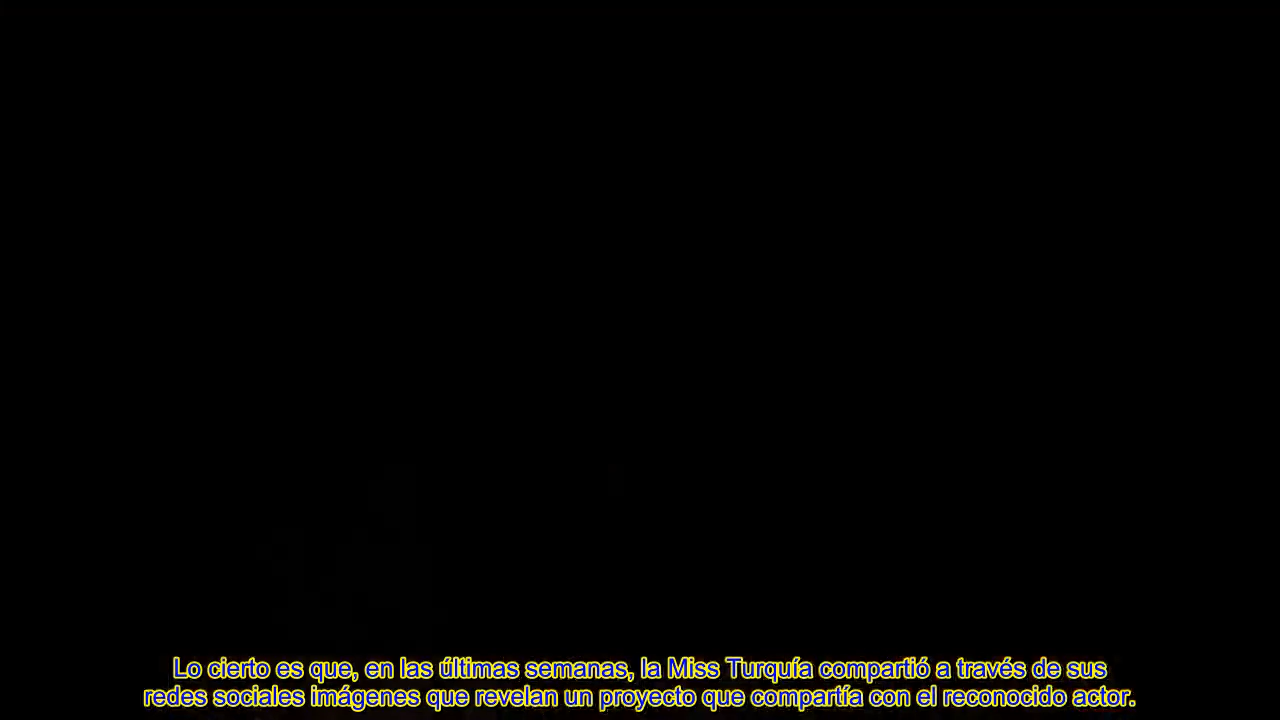 Lo cierto es que, en las últimas semanas, la Miss Turquía compartió a través de sus
redes sociales imágenes que revelan un proyecto que compartía con el reconocido actor.